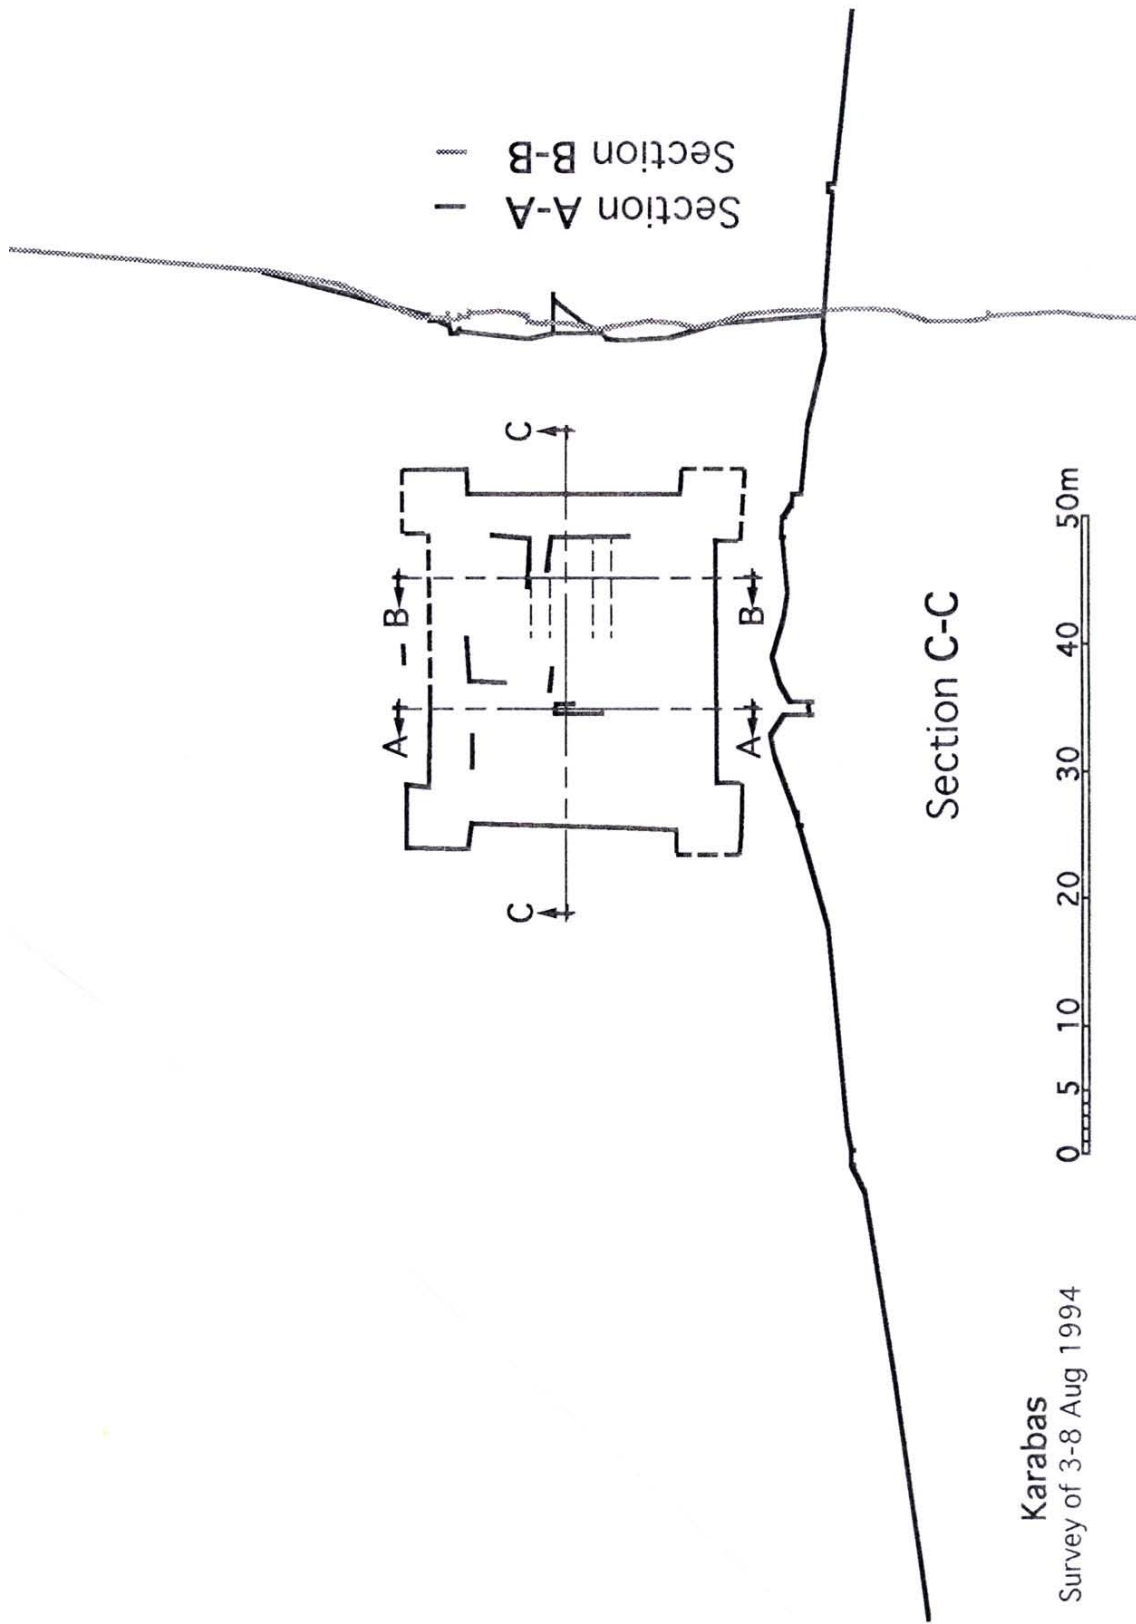 Section A-A
Section B-B
C
C
A
B
A
B
Section C-C
0 5 10 20 30 40 50m
Karabas
Survey of 3-8 Aug 1994